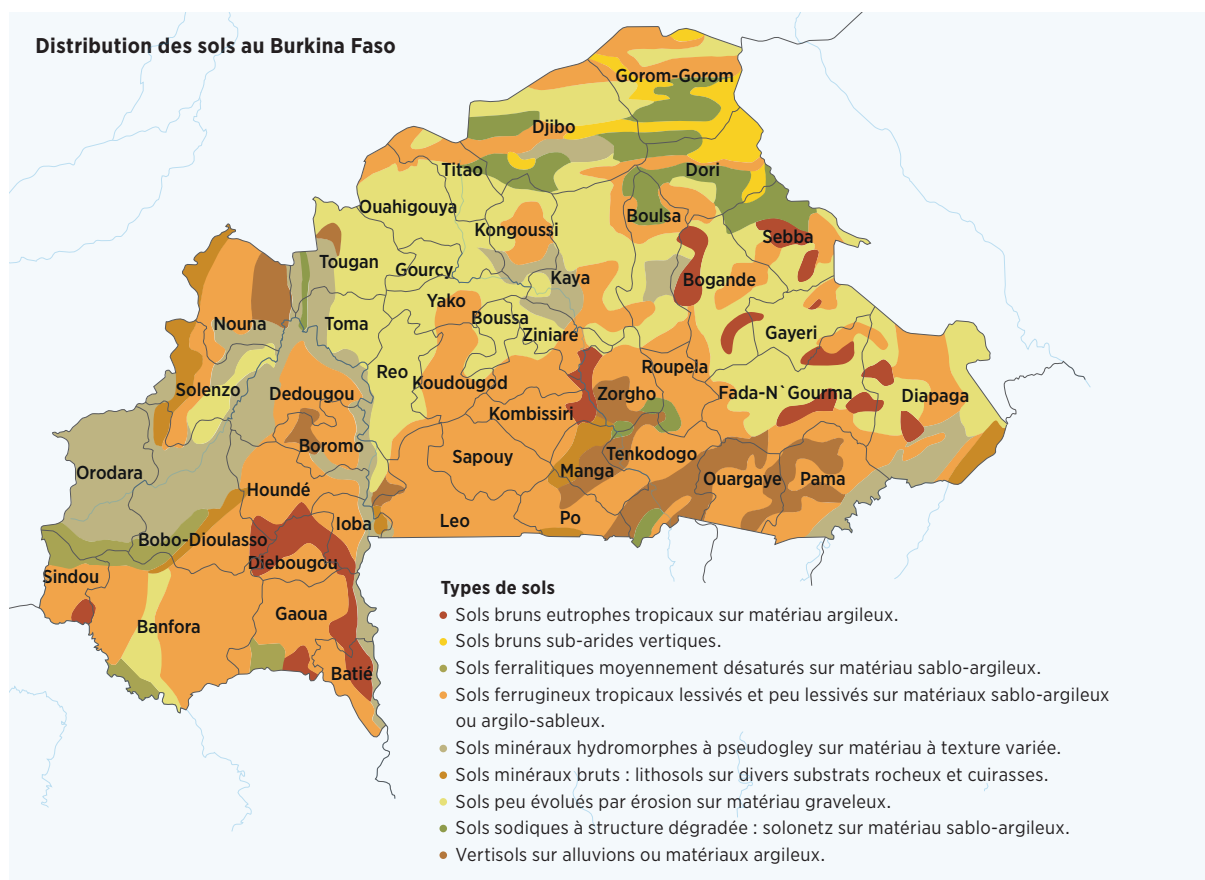 Distribution des sols au Burkina Faso
Gorom-Gorom
Djibo
Titao
Dori
Ouahigouya
Boulsa
Kongoussi
Sebba
Tougan
Gourcy
Kaya
Bogande
Yako
Nouna
Toma
Boussa
Ziniare
Gayeri
Reo
Roupela
Solenzo
Dedougou
Koudougod
Zorgho
Fada-N`Gourma
Diapaga
Kombissiri
Boromo
Sapouy
Tenkodogo
Orodara
Manga
Ouargaye
Pama
Houndé
Ioba
Leo
Po
Bobo-Dioulasso
Diebougou
Sindou
Gaoua
Banfora
Batié
Types de sols
Sols bruns eutrophes tropicaux sur matériau argileux.
Sols bruns sub-arides vertiques.
Sols ferralitiques moyennement désaturés sur matériau sablo-argileux.
Sols ferrugineux tropicaux lessivés et peu lessivés sur matériaux sablo-argileux
ou argilo-sableux.
Sols minéraux hydromorphes à pseudogley sur matériau à texture variée.
Sols minéraux bruts : lithosols sur divers substrats rocheux et cuirasses.
Sols peu évolués par érosion sur matériau graveleux.
Sols sodiques à structure dégradée : solonetz sur matériau sablo-argileux.
Vertisols sur alluvions ou matériaux argileux.